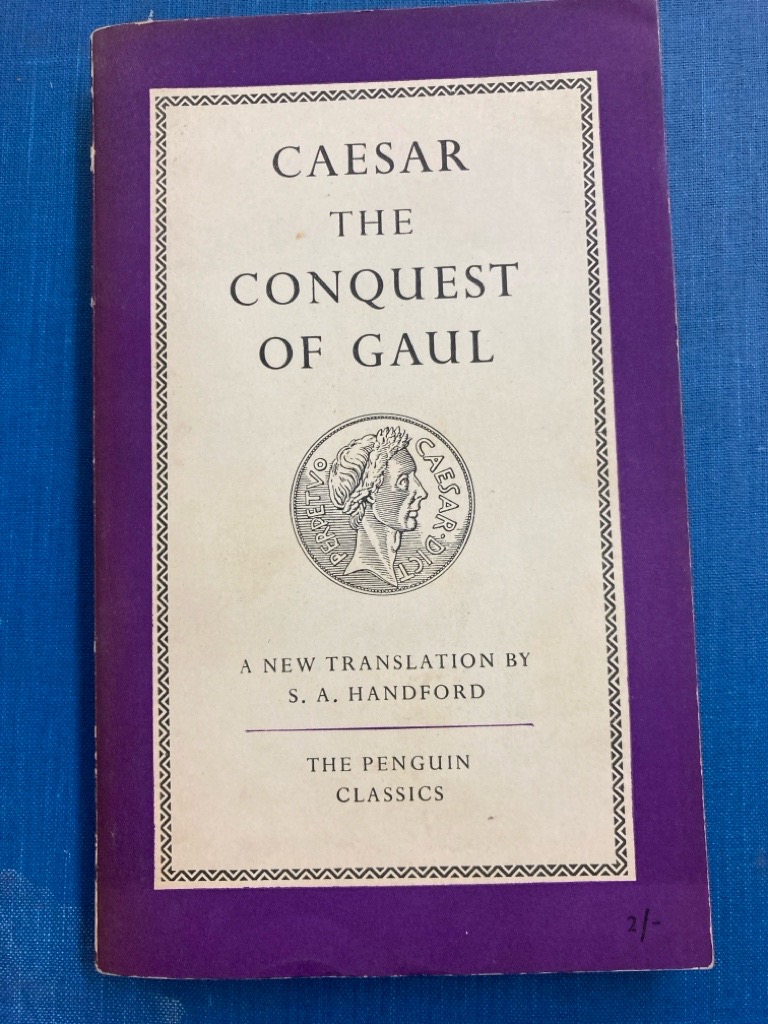 CAESAR
THE
CONQUEST
OF GAUL
PERPETVO CAESAR·DICT
A NEW TRANSLATION BY
S. A. HANDFORD
THE PENGUIN
CLASSICS
2/-